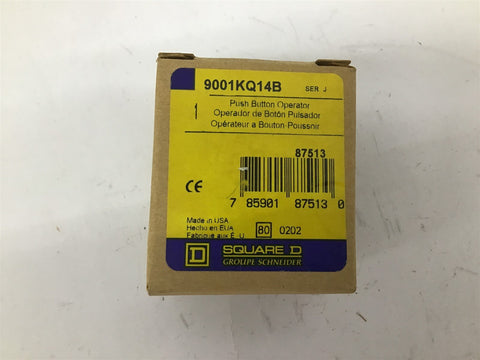 9001KQ14B SER J
1
Push Button Operator
Operador de Botón Pulsador
Opérateur a Bouton Poussoir
87513
CE
7 85901 87513 0
Made in USA
Hecho en EUA
Fabrique aux É U
80 0202
D SQUARE D
GROUPE SCHNEIDER